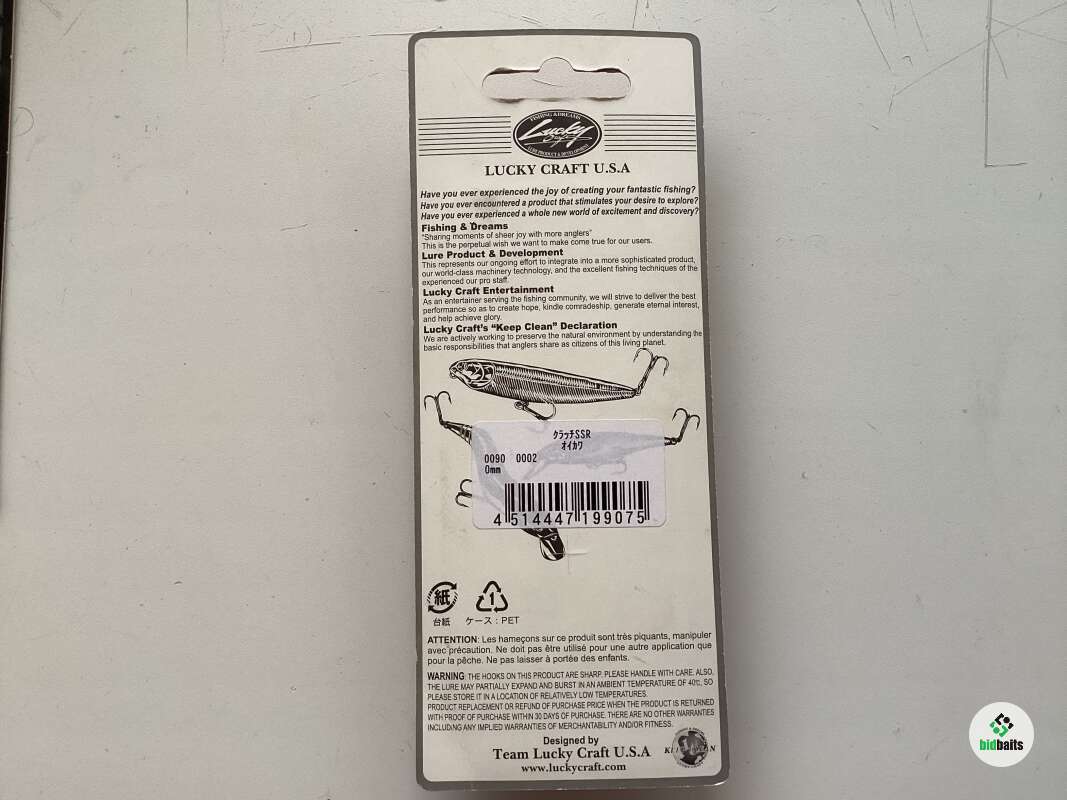 FISHING & DREAMS
Lucky Craft
LURE PRODUCT & DEVELOPMENT
LUCKY CRAFT U.S.A
Have you ever experienced the joy of creating your fantastic fishing?
Have you ever encountered a product that stimulates your desire to explore?
Have you ever experienced a whole new world of excitement and discovery?
Fishing & Dreams
"Sharing moments of sheer joy with more anglers"
This is the perpetual wish we want to make come true for our users.
Lure Product & Development
This represents our ongoing effort to integrate into a more sophisticated product,
our world-class machinery technology, and the excellent fishing techniques of the
experienced our pro staff.
Lucky Craft Entertainment
As an entertainer serving the fishing community, we will strive to deliver the best
performance so as to create hope, kindle comradeship, generate eternal interest,
and help achieve glory.
Lucky Craft's “Keep Clean” Declaration
We are actively working to preserve the natural environment by understanding the
basic responsibilities that anglers share as citizens of this living planet.
クラッチSSR
オイカワ
0090 0002
0mm
4 514447 199075
紙
1
台紙
ケース : PET
ATTENTION: Les hameçons sur ce produit sont très piquants, manipuler
avec précaution. Ne doit pas être utilisé pour une autre application que
pour la pêche. Ne pas laisser à portée des enfants.
WARNING: THE HOOKS ON THIS PRODUCT ARE SHARP. PLEASE HANDLE WITH CARE. ALSO,
THE LURE MAY PARTIALLY EXPAND AND BURST IN AN AMBIENT TEMPERATURE OF 40℃, SO
PLEASE STORE IT IN A LOCATION OF RELATIVELY LOW TEMPERATURES.
PRODUCT REPLACEMENT OR REFUND OF PURCHASE PRICE WHEN THE PRODUCT IS RETURNED
WITH PROOF OF PURCHASE WITHIN 30 DAYS OF PURCHASE. THERE ARE NO OTHER WARRANTIES
INCLUDING ANY IMPLIED WARRANTIES OF MERCHANTABILITY AND/OR FITNESS.
Designed by
Team Lucky Craft U.S.A
www.luckycraft.com
bidbaits